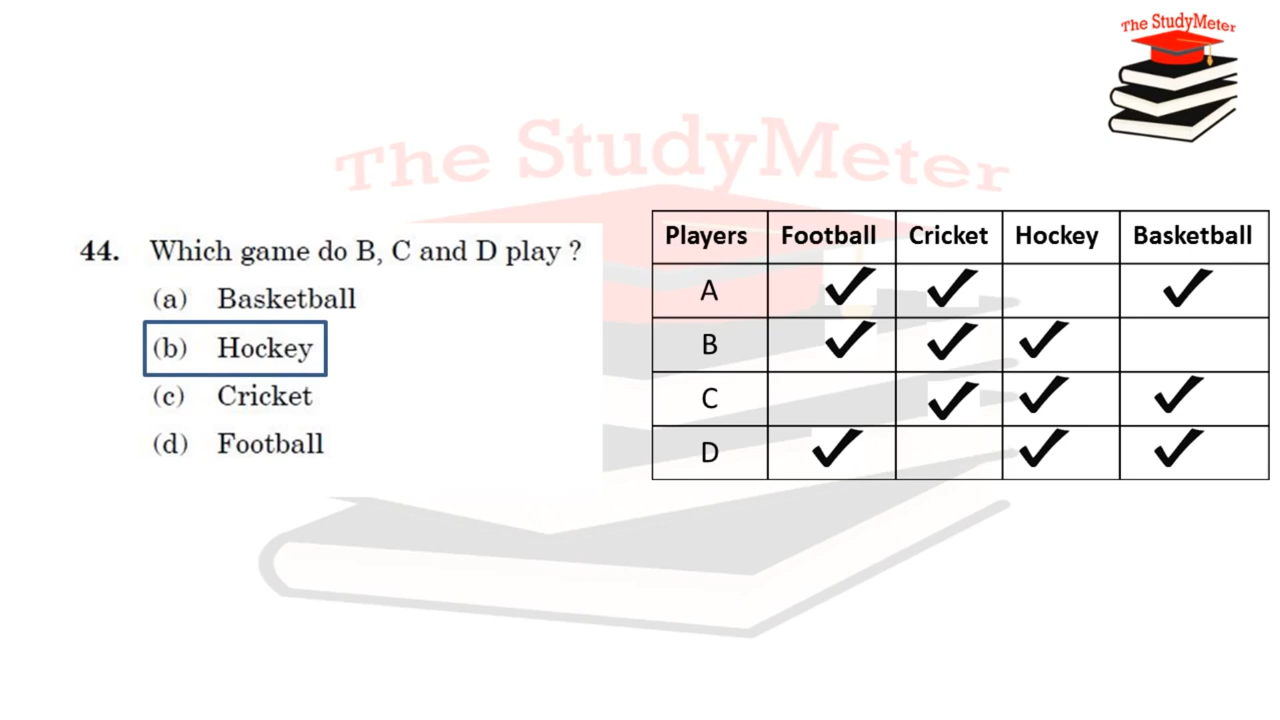 The StudyMeter
The StudyMeter
44. Which game do B, C and D play ?
(a) Basketball
(b) Hockey
(c) Cricket
(d) Football
Players Football Cricket Hockey Basketball
A ✓ ✓ ✓
B ✓ ✓ ✓
C ✓ ✓ ✓
D ✓ ✓ ✓